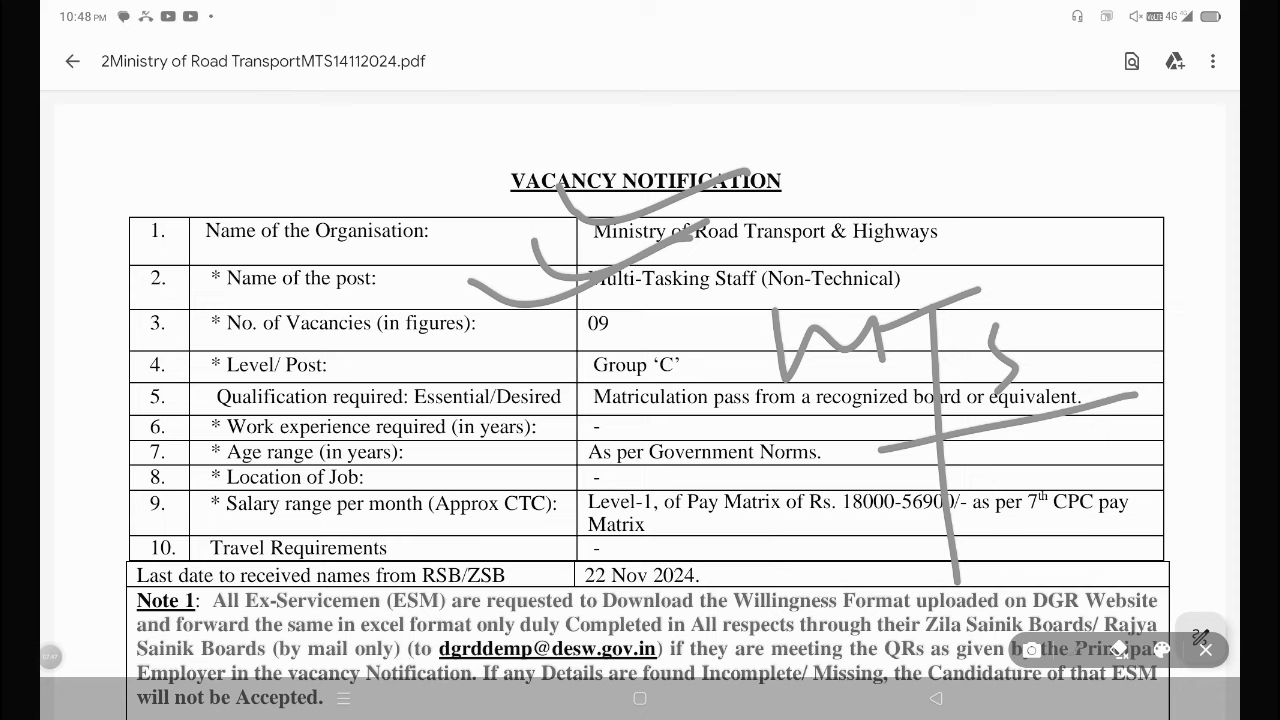 10:48 PM
VoLTE 4G 4G
2Ministry of Road TransportMTS14112024.pdf
VACANCY NOTIFICATION
1. Name of the Organisation: Ministry of Road Transport & Highways
2. * Name of the post: Multi-Tasking Staff (Non-Technical)
3. * No. of Vacancies (in figures): 09
MTS
4. * Level/ Post: Group ‘C’
5. Qualification required: Essential/Desired Matriculation pass from a recognized board or equivalent.
6. * Work experience required (in years): -
7. * Age range (in years): As per Government Norms.
8. * Location of Job: -
9. * Salary range per month (Approx CTC): Level-1, of Pay Matrix of Rs. 18000-56900/- as per 7th CPC pay
Matrix
10. Travel Requirements -
Last date to received names from RSB/ZSB 22 Nov 2024.
Note 1: All Ex-Servicemen (ESM) are requested to Download the Willingness Format uploaded on DGR Website
and forward the same in excel format only duly Completed in All respects through their Zila Sainik Boards/ Rajya
Sainik Boards (by mail only) (to dgrddemp@desw.gov.in) if they are meeting the QRs as given by the Principal
Employer in the vacancy Notification. If any Details are found Incomplete/ Missing, the Candidature of that ESM
will not be Accepted.